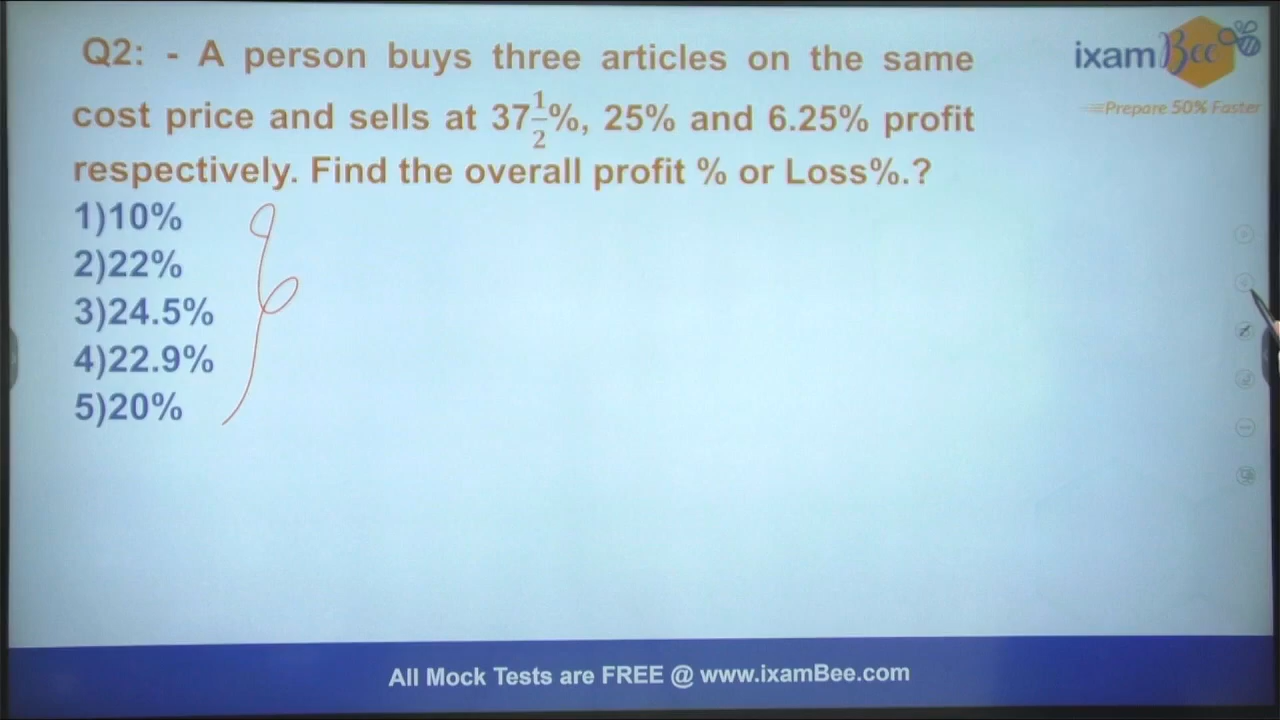 Q2: - A person buys three articles on the same
cost price and sells at 37 1/2%, 25% and 6.25% profit
respectively. Find the overall profit % or Loss%.?
1)10%
2)22%
3)24.5%
4)22.9%
5)20%
ixamBee
Prepare 50% Faster
All Mock Tests are FREE @ www.ixamBee.com